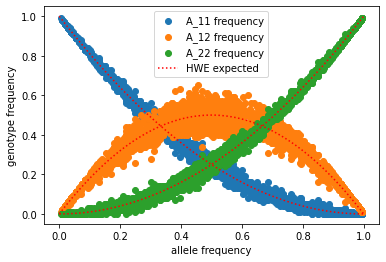 A_11 frequency
A_12 frequency
A_22 frequency
HWE expected
genotype frequency
1.0
0.8
0.6
0.4
0.2
0.0
0.0 0.2 0.4 0.6 0.8 1.0
allele frequency